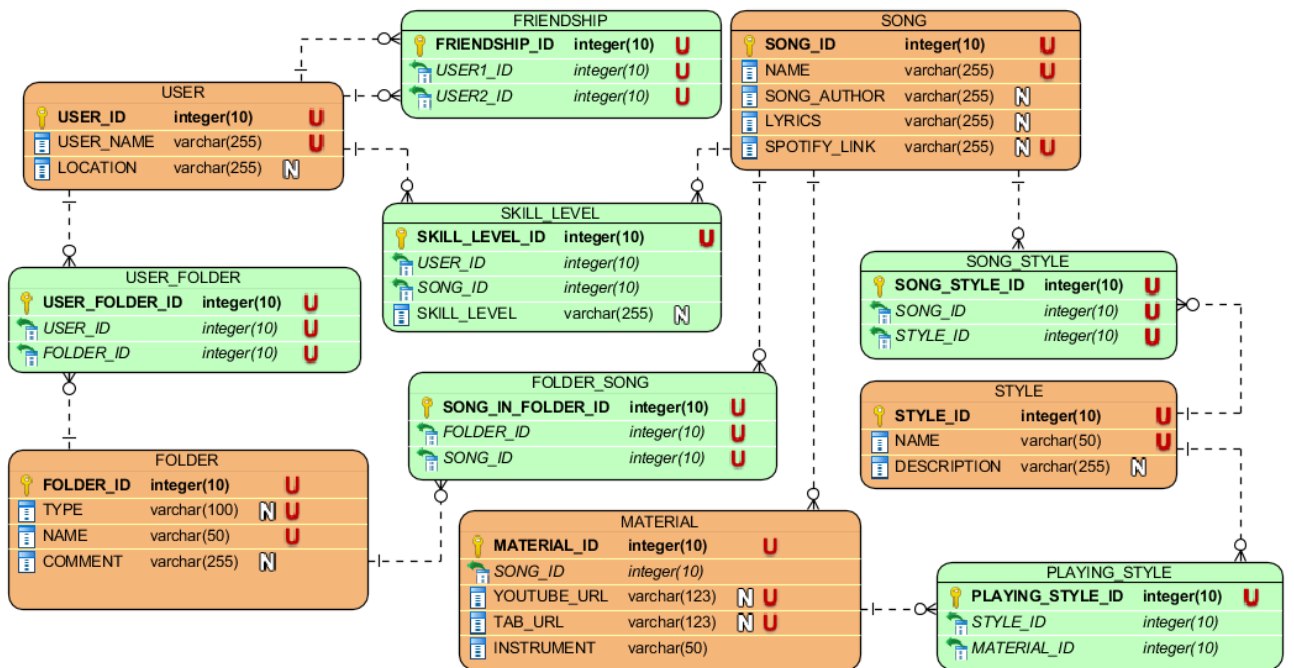 FRIENDSHIP
FRIENDSHIP_ID integer(10) U
USER1_ID integer(10) U
USER2_ID integer(10) U
SONG
SONG_ID integer(10) U
NAME varchar(255) U
SONG_AUTHOR varchar(255) N
LYRICS varchar(255) N
SPOTIFY_LINK varchar(255) N U
USER
USER_ID integer(10) U
USER_NAME varchar(255) U
LOCATION varchar(255) N
SKILL_LEVEL
SKILL_LEVEL_ID integer(10) U
USER_ID integer(10)
SONG_ID integer(10)
SKILL_LEVEL varchar(255) N
USER_FOLDER
USER_FOLDER_ID integer(10) U
USER_ID integer(10) U
FOLDER_ID integer(10) U
SONG_STYLE
SONG_STYLE_ID integer(10) U
SONG_ID integer(10) U
STYLE_ID integer(10) U
FOLDER_SONG
SONG_IN_FOLDER_ID integer(10) U
FOLDER_ID integer(10) U
SONG_ID integer(10) U
STYLE
STYLE_ID integer(10) U
NAME varchar(50) U
DESCRIPTION varchar(255) N
FOLDER
FOLDER_ID integer(10) U
TYPE varchar(100) N U
NAME varchar(50) U
COMMENT varchar(255) N
MATERIAL
MATERIAL_ID integer(10) U
SONG_ID integer(10)
YOUTUBE_URL varchar(123) N U
TAB_URL varchar(123) N U
INSTRUMENT varchar(50)
PLAYING_STYLE
PLAYING_STYLE_ID integer(10) U
STYLE_ID integer(10)
MATERIAL_ID integer(10)